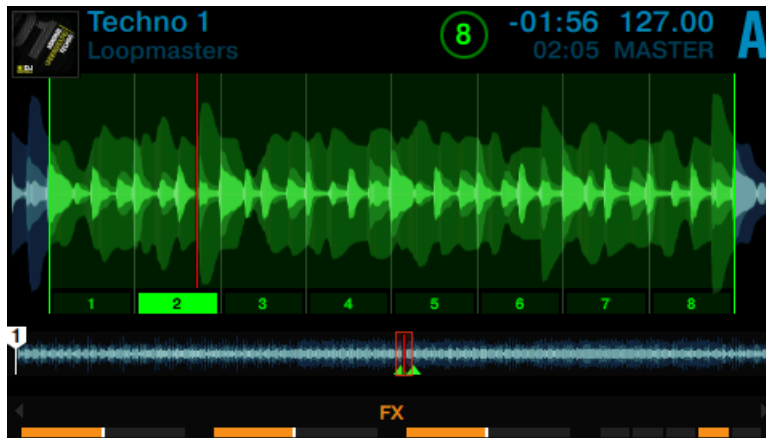 Techno 1
Loopmasters
8
-01:56 127.00
02:05 MASTER
A
1 2 3 4 5 6 7 8
1
FX